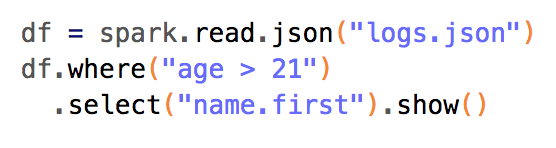 df = spark.read.json("logs.json")
df.where("age > 21")
  .select("name.first").show()